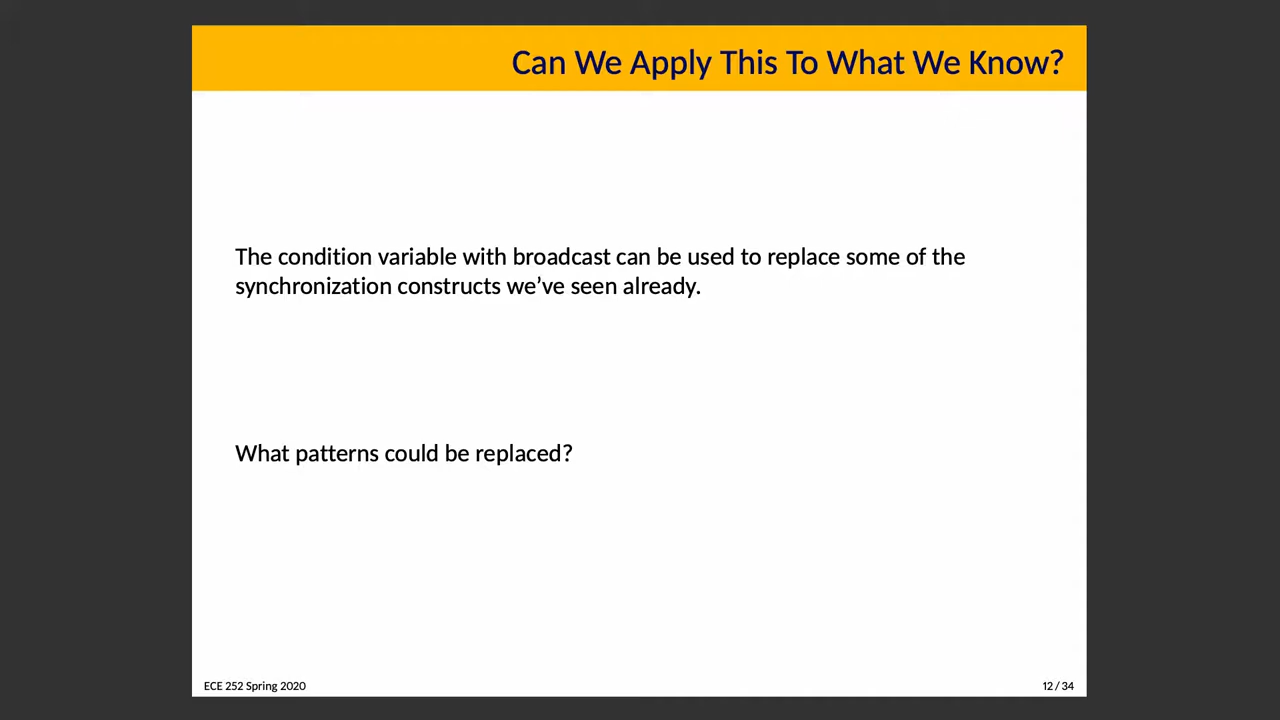 Can We Apply This To What We Know?
The condition variable with broadcast can be used to replace some of the
synchronization constructs we’ve seen already.
What patterns could be replaced?
ECE 252 Spring 2020
12 / 34